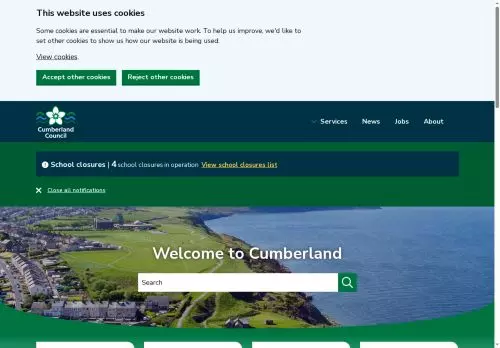 This website uses cookies
Some cookies are essential to make our website work. To help us improve, we'd like to
set other cookies to show us how our website is being used.
View cookies.
Accept other cookies
Reject other cookies
Cumberland
Council
Services
News
Jobs
About
School closures | 4 school closures in operation View school closures list
Close all notifications
Welcome to Cumberland
Search